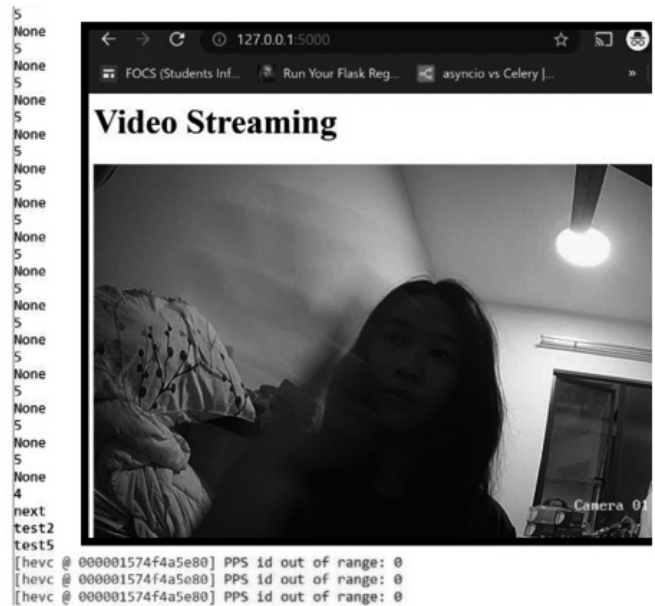 5
None
5
None
5
None
5
None
5
None
5
None
5
None
5
None
5
None
5
None
5
None
5
None
5
None
5
None
4
next
test2
test5
127.0.0.1:5000
FOCS (Students Inf... Run Your Flask Reg... asyncio vs Celery |... »
Video Streaming
Camera 01
[hevc @ 000001574f4a5e80] PPS id out of range: 0
[hevc @ 000001574f4a5e80] PPS id out of range: 0
[hevc @ 000001574f4a5e80] PPS id out of range: 0